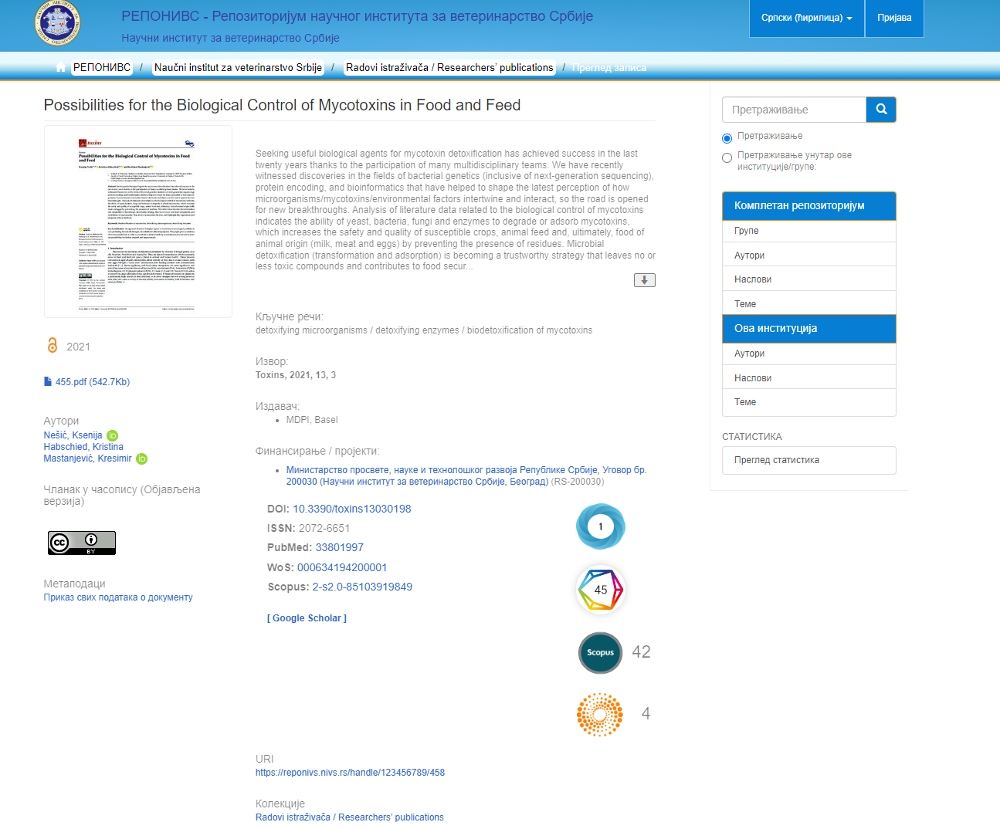 РЕПОНИВС - Репозиторијум научног института за ветеринарство Србије
Научни институт за ветеринарство Србије
Српски (ћирилица)
Пријава
РЕПОНИВС / Naučni institut za veterinarstvo Srbije / Radovi istraživača / Researchers' publications / Преглед записа
Possibilities for the Biological Control of Mycotoxins in Food and Feed
toxins
Possibilities for the Biological Control of Mycotoxins in Food
and Feed
Seeking useful biological agents for mycotoxin detoxification has achieved success in the last
twenty years thanks to the participation of many multidisciplinary teams. We have recently
witnessed discoveries in the fields of bacterial genetics (inclusive of next-generation sequencing),
protein encoding, and bioinformatics that have helped to shape the latest perception of how
microorganisms/mycotoxins/environmental factors intertwine and interact, so the road is opened
for new breakthroughs. Analysis of literature data related to the biological control of mycotoxins
indicates the ability of yeast, bacteria, fungi and enzymes to degrade or adsorb mycotoxins,
which increases the safety and quality of susceptible crops, animal feed and, ultimately, food of
animal origin (milk, meat and eggs) by preventing the presence of residues. Microbial
detoxification (transformation and adsorption) is becoming a trustworthy strategy that leaves no or
less toxic compounds and contributes to food secur...
Кључне речи:
detoxifying microorganisms / detoxifying enzymes / biodetoxification of mycotoxins
Извор:
Toxins, 2021, 13, 3
Издавач:
MDPI, Basel
Финансирање / пројекти:
Министарство просвете, науке и технолошког развоја Републике Србије, Уговор бр.
200030 (Научни институт за ветеринарство Србије, Београд) (RS-200030)
DOI: 10.3390/toxins13030198
ISSN: 2072-6651
PubMed: 33801997
WoS: 000634194200001
Scopus: 2-s2.0-85103919849
[ Google Scholar ]
1
45
Scopus 42
4
URI
https://reponivs.nivs.rs/handle/123456789/458
Колекције
Radovi istraživača / Researchers' publications
2021
455.pdf (542.7Kb)
Аутори
Nešić, Ksenija iD
Habschied, Kristina
Mastanjević, Kresimir iD
Чланак у часопису (Објављена
верзија)
cc BY
Метаподаци
Приказ свих података о документу
Претраживање
Претраживање
Претраживање унутар ове
институције/групе:
Комплетан репозиторијум
Групе
Аутори
Наслови
Теме
Ова институција
Аутори
Наслови
Теме
СТАТИСТИКА
Преглед статистика